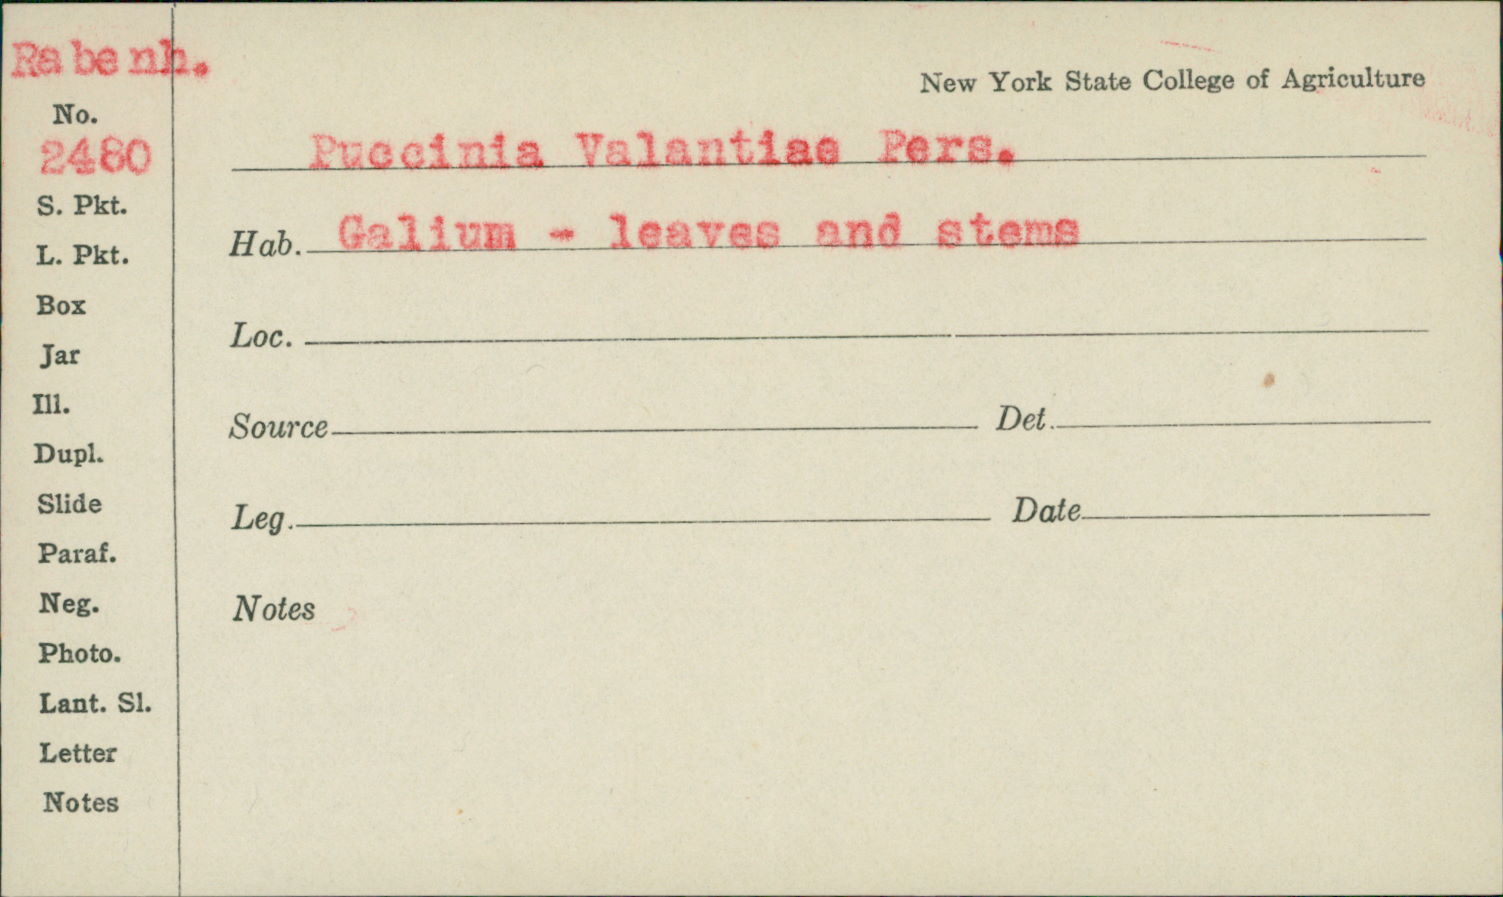 Rabenh.
New York State College of Agriculture
No.
2480
Puccinia Valantiae Pers.
S. Pkt.
Hab. Galium - leaves and stems
L. Pkt.
Box
Loc.
Jar
Ill.
Source Det.
Dupl.
Slide
Leg. Date
Paraf.
Neg.
Notes
Photo.
Lant. Sl.
Letter
Notes